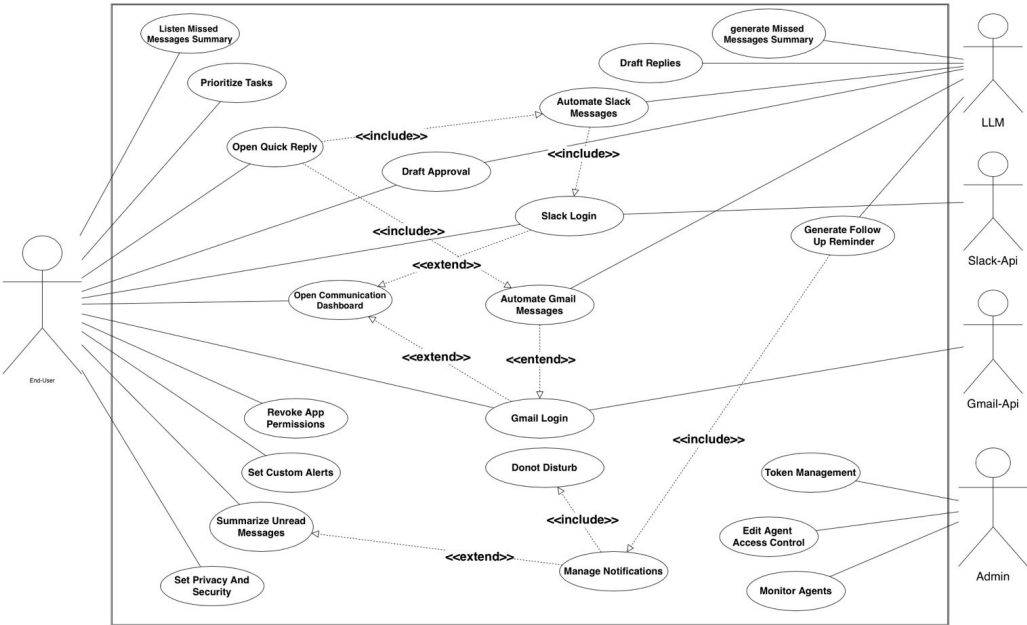 Listen Missed
Messages Summary
generate Missed
Messages Summary
Draft Replies
Prioritize Tasks
Automate Slack
Messages
LLM
<<include>>
Open Quick Reply
<<include>>
Draft Approval
Slack Login
<<include>>
Generate Follow
Up Reminder
Slack-Api
<<extend>>
Open Communication
Dashboard
Automate Gmail
Messages
<<extend>>
<<entend>>
End-User
Gmail-Api
Revoke App
Permissions
Gmail Login
<<include>>
Donot Disturb
Set Custom Alerts
Token Management
Summarize Unread
Messages
<<include>>
Edit Agent
Access Control
<<extend>>
Manage Notifications
Admin
Set Privacy And
Security
Monitor Agents